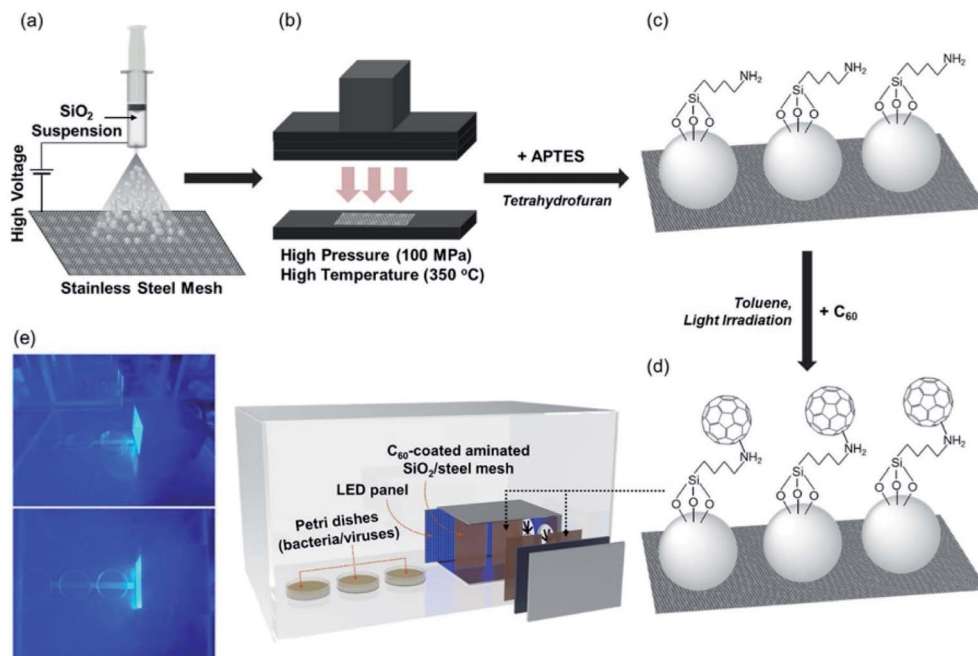 (a)
SiO₂
Suspension
High Voltage
Stainless Steel Mesh
(b)
High Pressure (100 MPa)
High Temperature (350 °C)
+ APTES
Tetrahydrofuran
(c)
NH₂
NH₂
NH₂
Si
Si
Si
O
O
O
O
O
O
O
O
O
Toluene,
Light Irradiation
+ C₆₀
(d)
NH₂
NH₂
NH₂
Si
Si
Si
O
O
O
O
O
O
O
O
O
(e)
C₆₀-coated aminated
SiO₂/steel mesh
LED panel
Petri dishes
(bacteria/viruses)